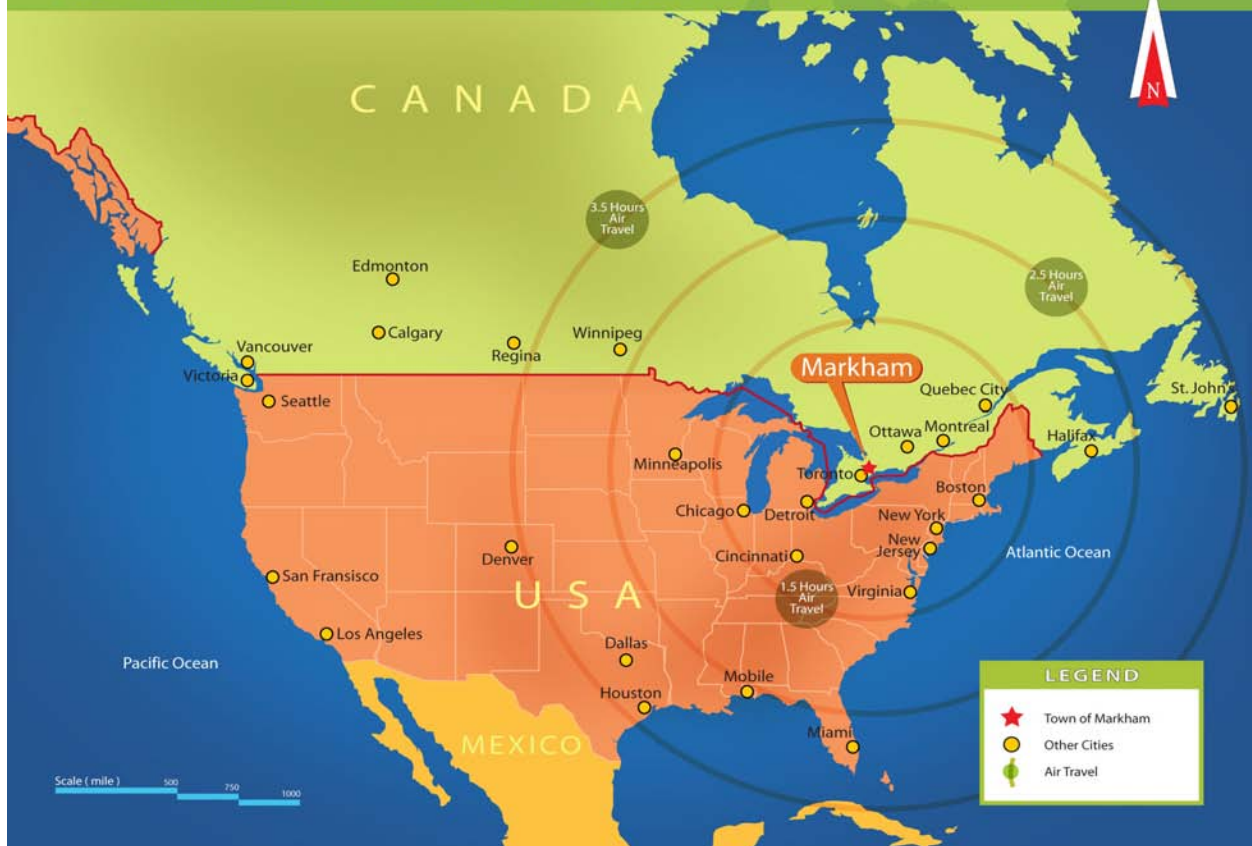 CANADA
N
3.5 Hours
Air
Travel
2.5 Hours
Air
Travel
Edmonton
Calgary
Regina
Winnipeg
Vancouver
Victoria
Seattle
Markham
Quebec City
St. John's
Ottawa
Montreal
Halifax
Minneapolis
Toronto
Boston
Chicago
Detroit
New York
New
Jersey
Cincinnati
Denver
Atlantic Ocean
San Fransisco
USA
1.5 Hours
Air
Travel
Virginia
Los Angeles
Dallas
Pacific Ocean
Houston
Mobile
Miami
MEXICO
LEGEND
Town of Markham
Other Cities
Air Travel
Scale ( mile )
500
750
1000